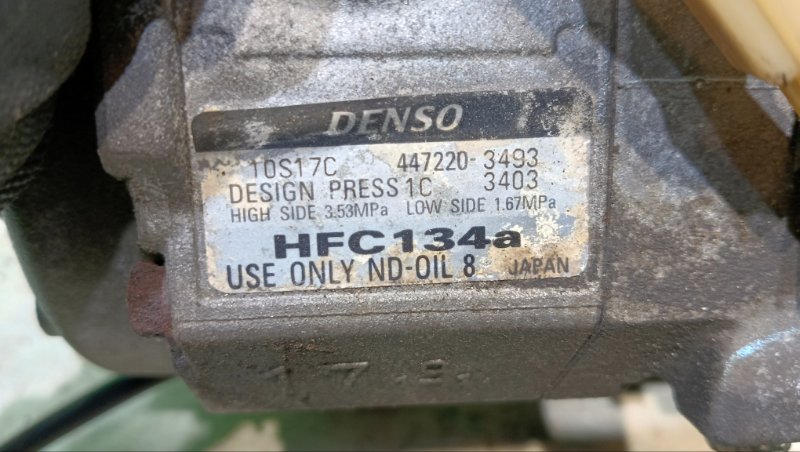 DENSO
10S17C 447220-3493
DESIGN PRESS 1C 3403
HIGH SIDE 3.53MPa LOW SIDE 1.67MPa
HFC134a
USE ONLY ND-OIL 8 JAPAN